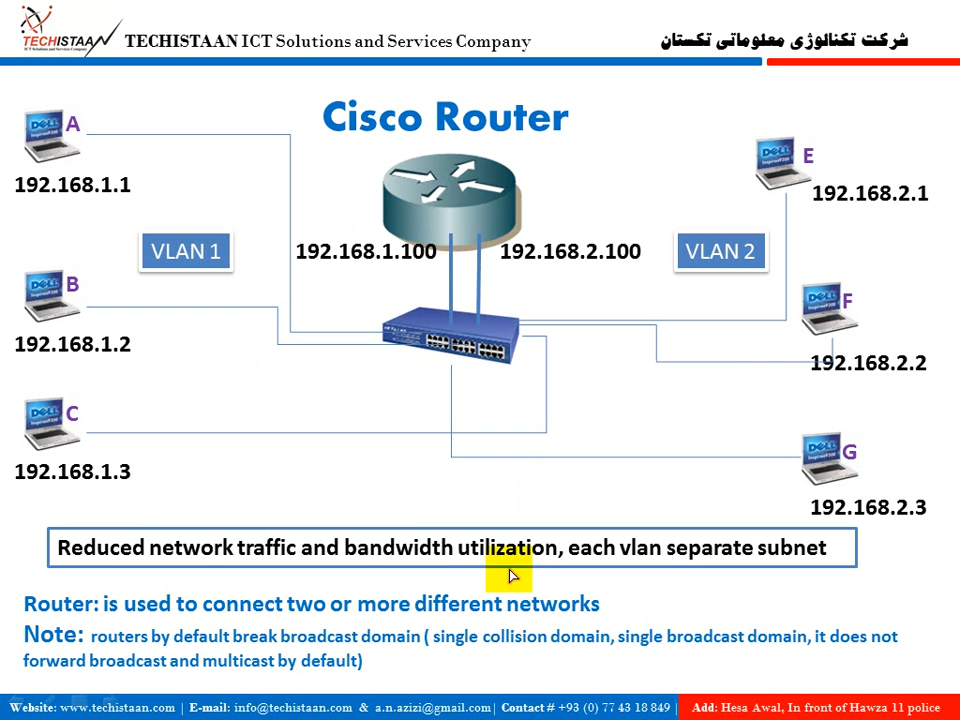 TECHISTAAN
ICT Solutions and Services Company
TECHISTAAN ICT Solutions and Services Company
شرکت تکنالوژی معلوماتی تکستان
Cisco Router
A
192.168.1.1
E
192.168.2.1
VLAN 1
192.168.1.100
192.168.2.100
VLAN 2
B
192.168.1.2
F
192.168.2.2
C
192.168.1.3
G
192.168.2.3
Reduced network traffic and bandwidth utilization, each vlan separate subnet
Router: is used to connect two or more different networks
Note: routers by default break broadcast domain ( single collision domain, single broadcast domain, it does not
forward broadcast and multicast by default)
Website: www.techistaan.com | E-mail: info@techistaan.com & a.n.azizi@gmail.com| Contact # +93 (0) 77 43 18 849 | Add: Hesa Awal, In front of Hawza 11 police